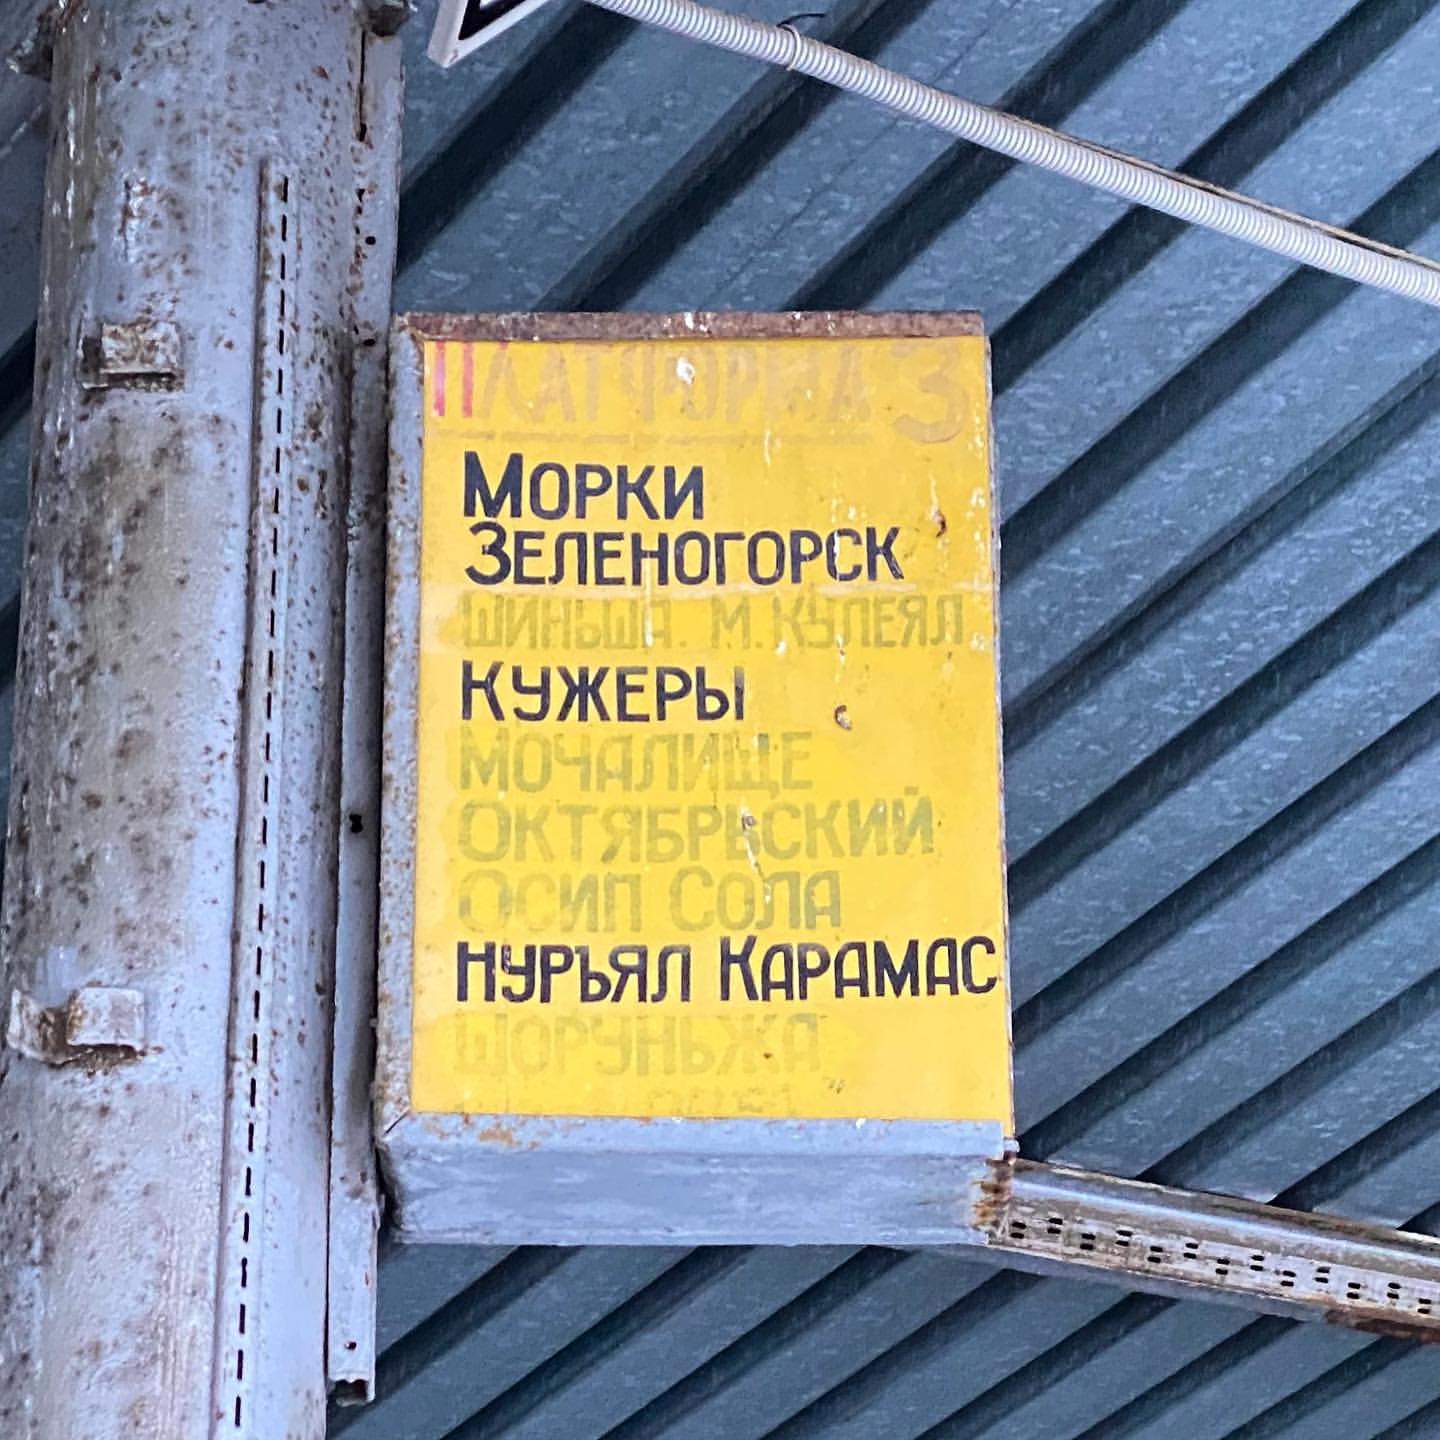 Платформа 3
Морки
Зеленогорск
Шиньша. М. Кулеял
Кужеры
Мочалище
Октябрьский
Осип Сола
Нуръял Карамас
Шоруньжа